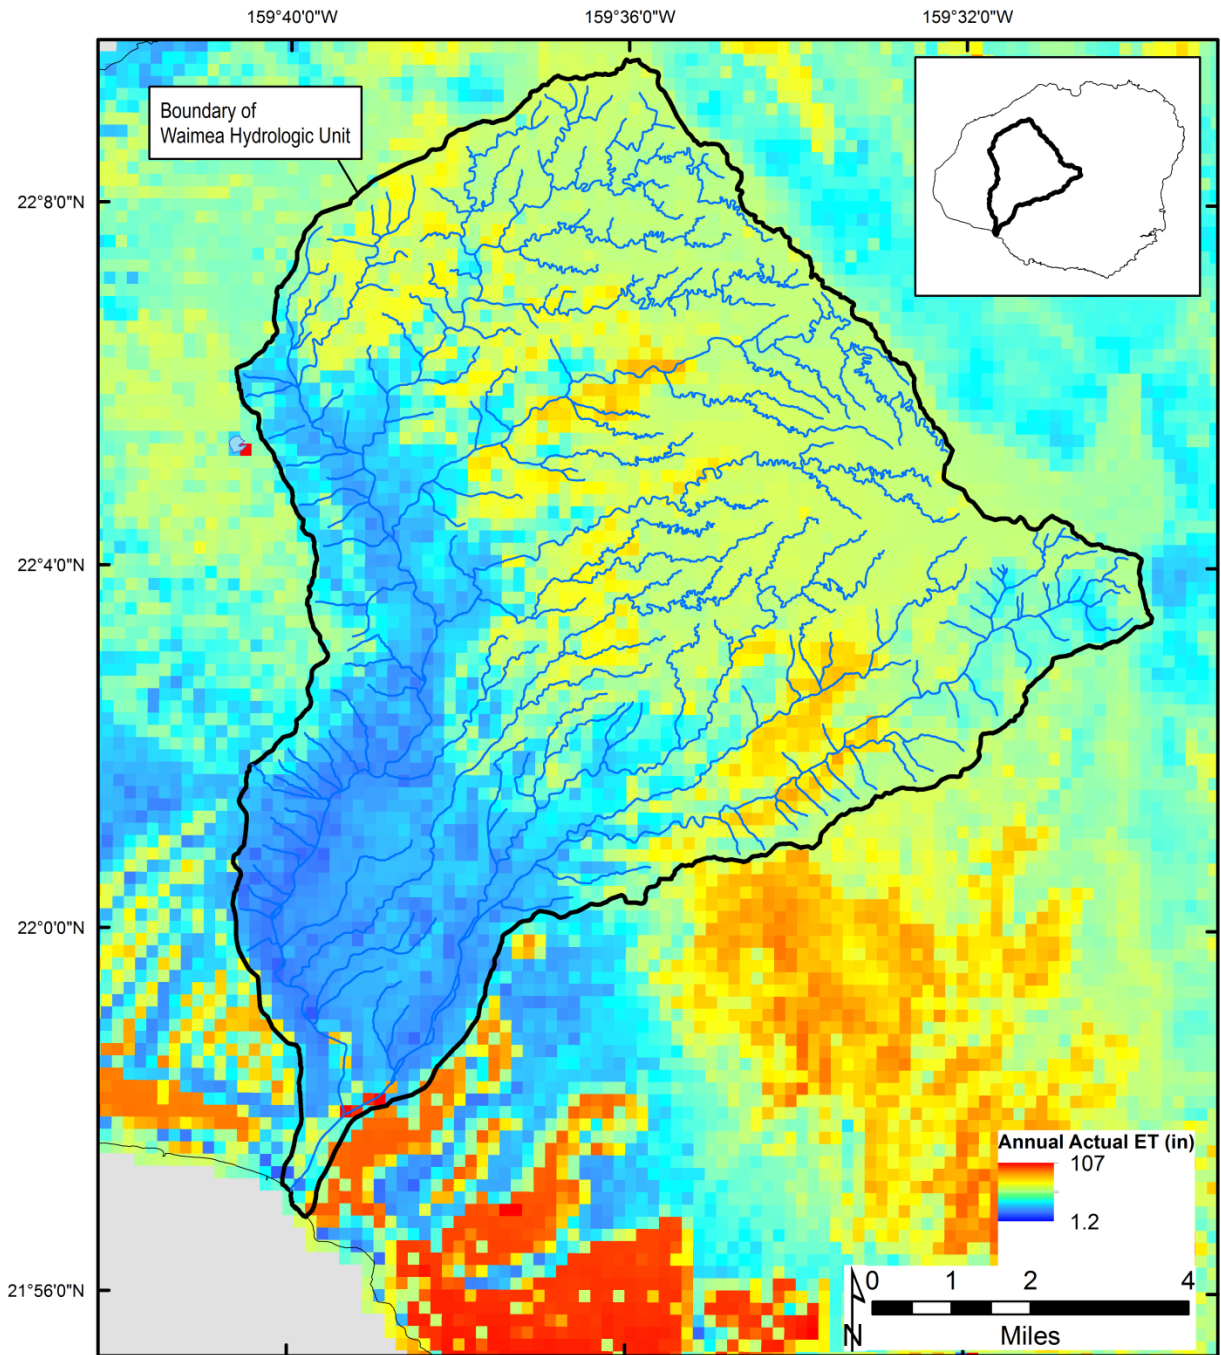 159°40'0"W
159°36'0"W
159°32'0"W
Boundary of
Waimea Hydrologic Unit
22°8'0"N
22°4'0"N
22°0'0"N
21°56'0"N
Annual Actual ET (in)
107
1.2
0 1 2 4
Miles
N